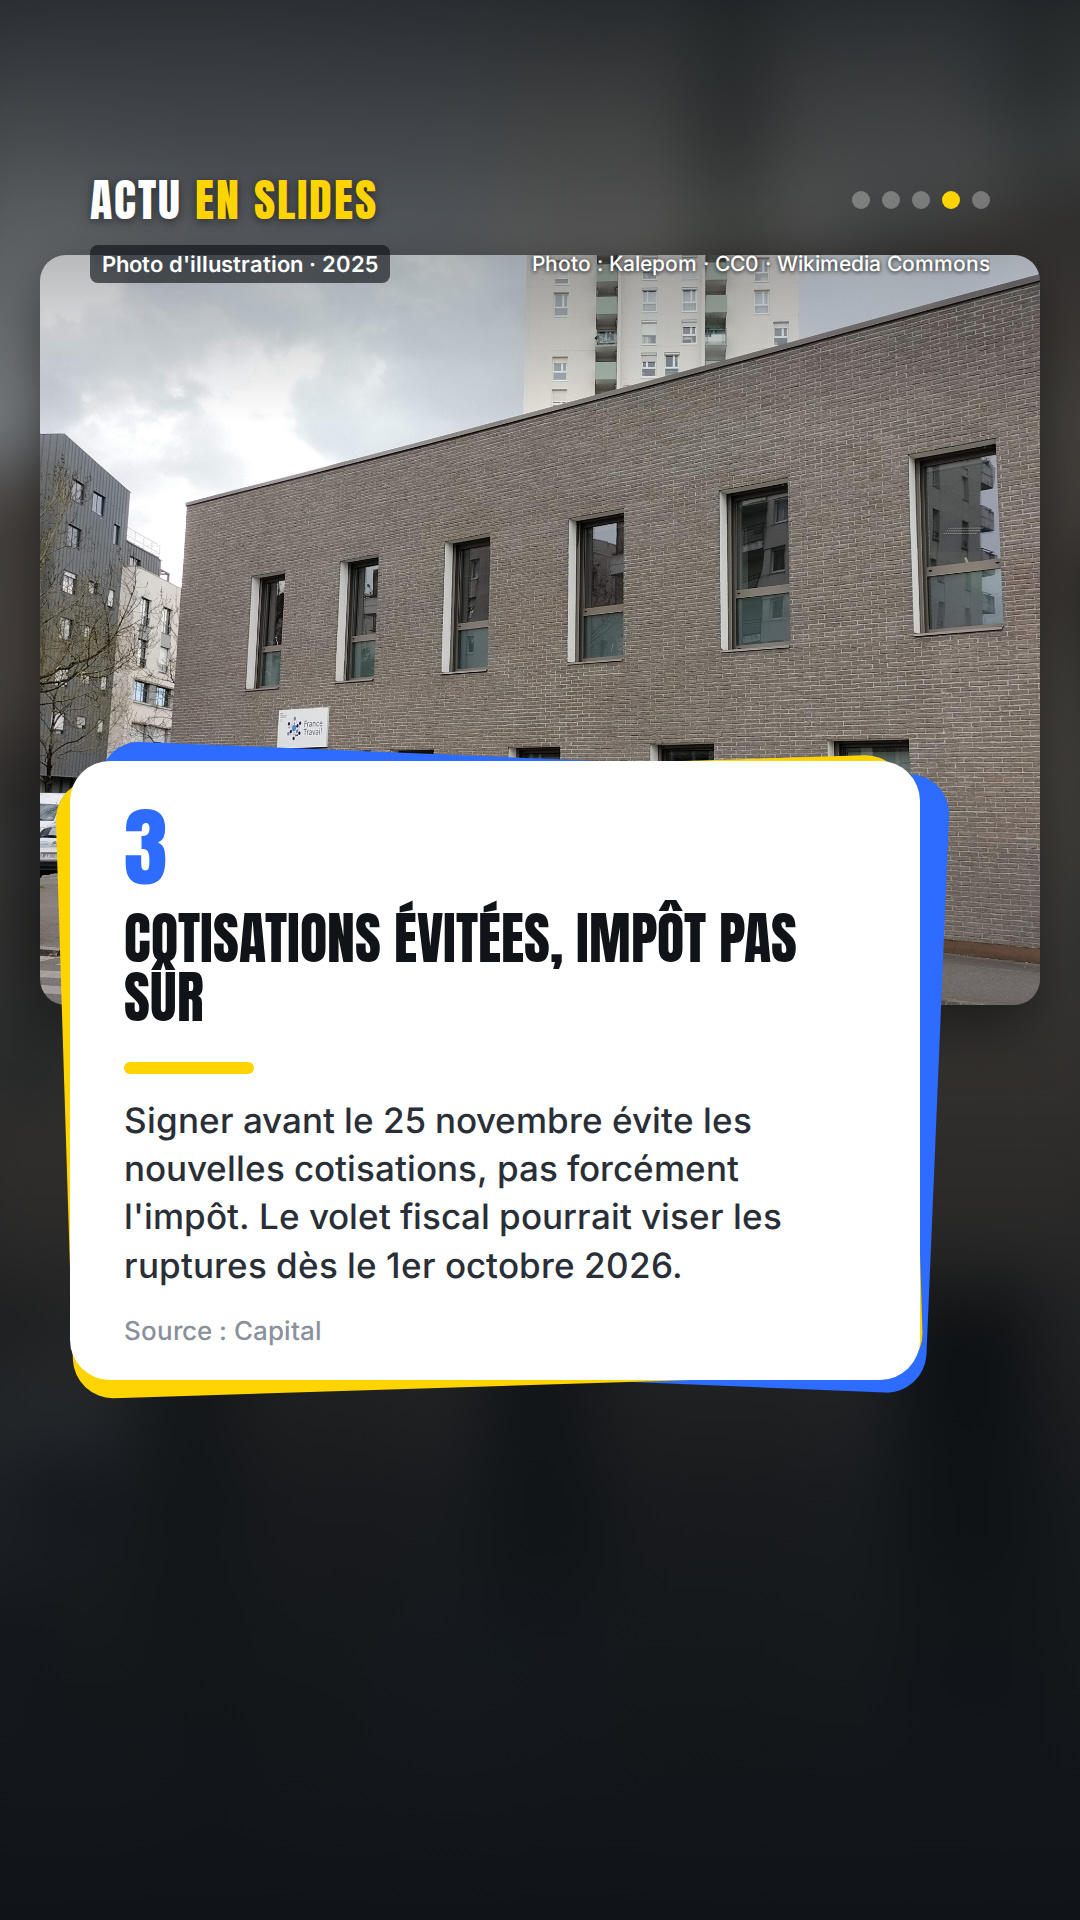 ACTU EN SLIDES
Photo d'illustration · 2025
Photo : Kalepom · CC0 · Wikimedia Commons
France
Travail
3
COTISATIONS ÉVITÉES, IMPÔT PAS
SÛR
Signer avant le 25 novembre évite les
nouvelles cotisations, pas forcément
l'impôt. Le volet fiscal pourrait viser les
ruptures dès le 1er octobre 2026.
Source : Capital